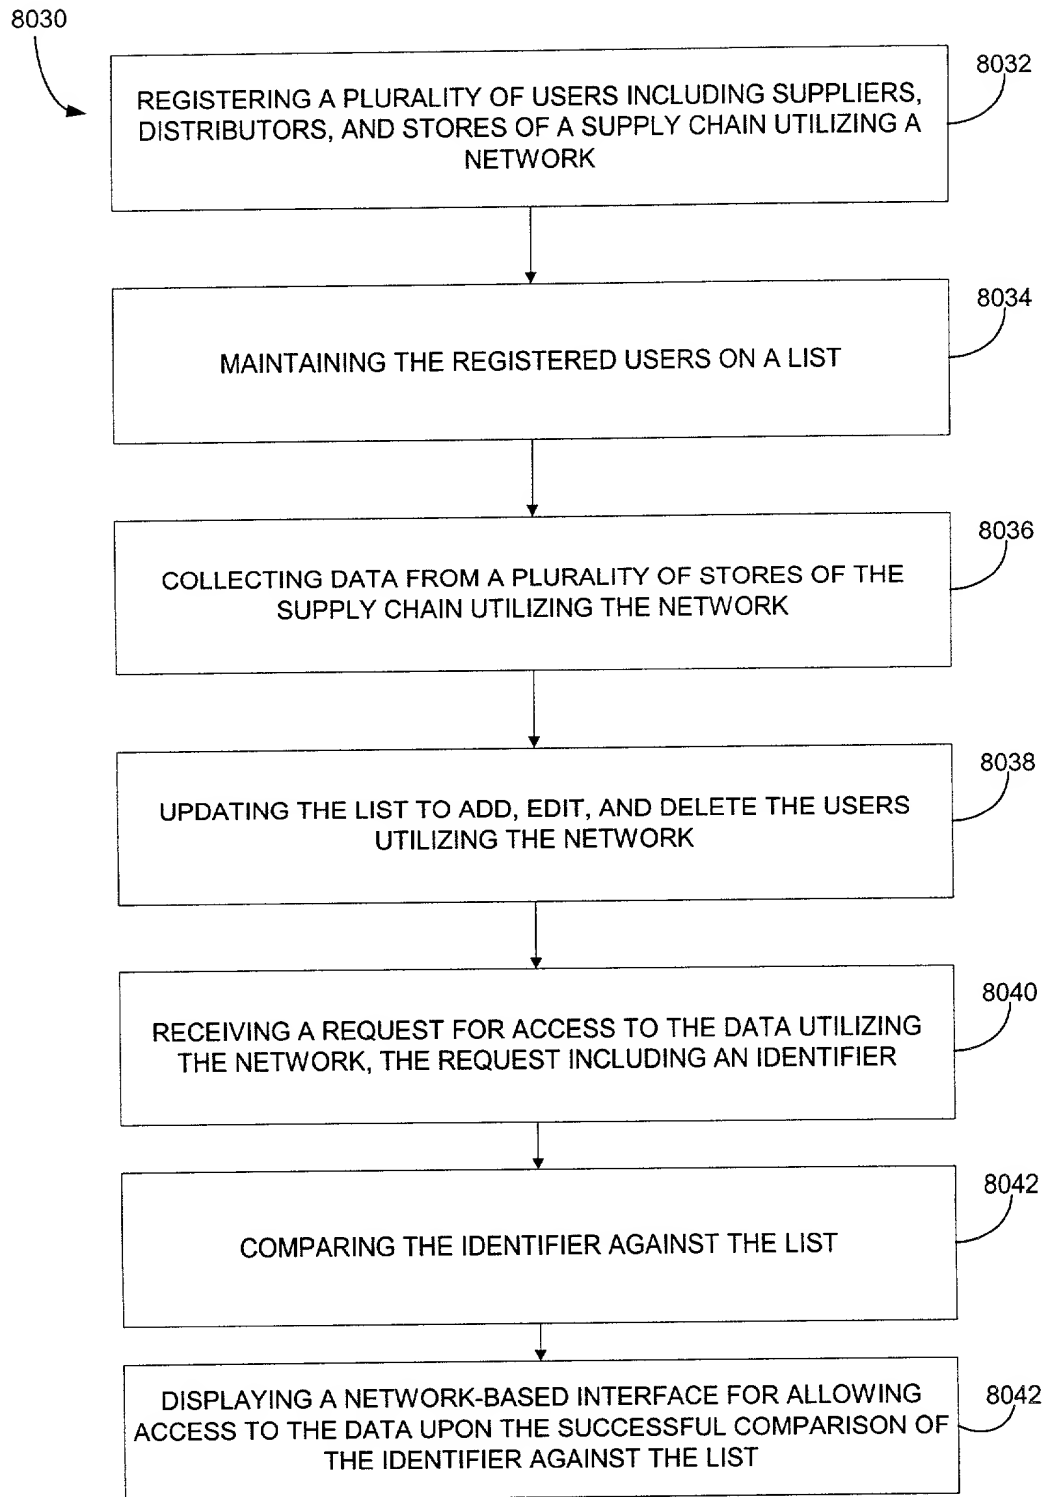 8030
8032
REGISTERING A PLURALITY OF USERS INCLUDING SUPPLIERS,
DISTRIBUTORS, AND STORES OF A SUPPLY CHAIN UTILIZING A
NETWORK
8034
MAINTAINING THE REGISTERED USERS ON A LIST
8036
COLLECTING DATA FROM A PLURALITY OF STORES OF THE
SUPPLY CHAIN UTILIZING THE NETWORK
8038
UPDATING THE LIST TO ADD, EDIT, AND DELETE THE USERS
UTILIZING THE NETWORK
8040
RECEIVING A REQUEST FOR ACCESS TO THE DATA UTILIZING
THE NETWORK, THE REQUEST INCLUDING AN IDENTIFIER
8042
COMPARING THE IDENTIFIER AGAINST THE LIST
8042
DISPLAYING A NETWORK-BASED INTERFACE FOR ALLOWING
ACCESS TO THE DATA UPON THE SUCCESSFUL COMPARISON OF
THE IDENTIFIER AGAINST THE LIST